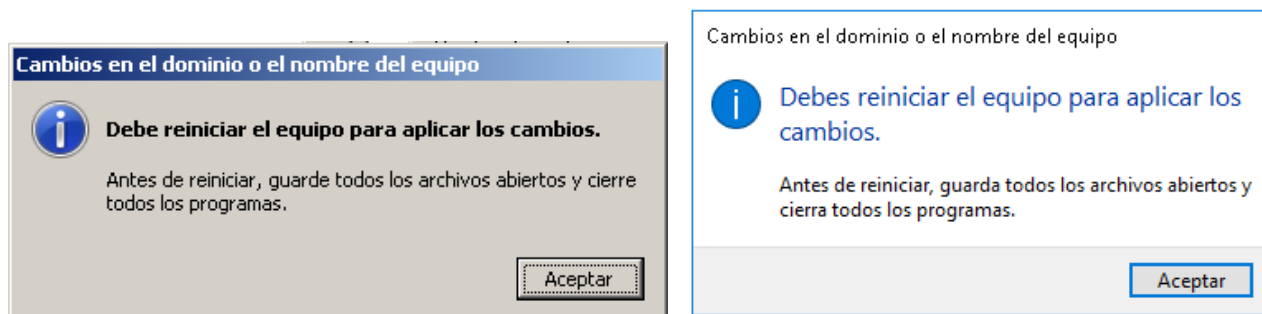 Cambios en el dominio o el nombre del equipo
Debe reiniciar el equipo para aplicar los cambios.
Antes de reiniciar, guarde todos los archivos abiertos y cierre
todos los programas.
Aceptar
Cambios en el dominio o el nombre del equipo
Debes reiniciar el equipo para aplicar los
cambios.
Antes de reiniciar, guarda todos los archivos abiertos y
cierra todos los programas.
Aceptar